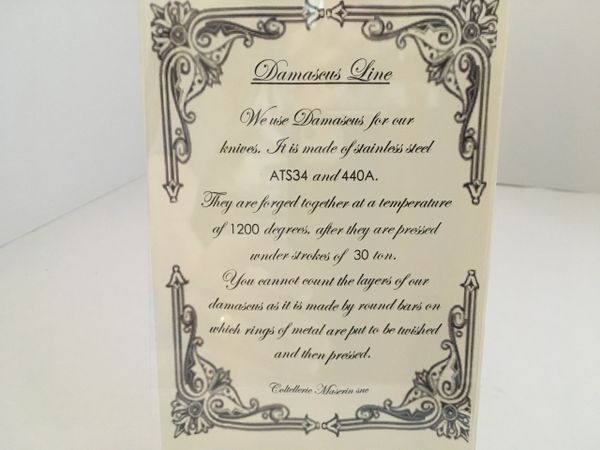 Damascus Line
We use Damascus for our
knives. It is made of stainless steel
ATS34 and 440A.
They are forged together at a temperature
of 1200 degrees, after they are pressed
wnder strokes of 30 ton.
You cannot count the layers of our
damascus as it is made by round bars on
which rings of metal are put to be twished
and then pressed.
Coltellerie Maserin snc